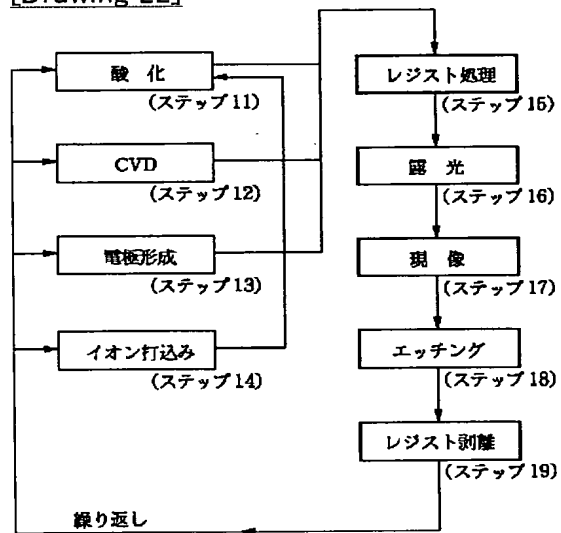 酸 化
(ステップ 11)
CVD
(ステップ 12)
電極形成
(ステップ 13)
イオン打込み
(ステップ 14)
レジスト処理
(ステップ 15)
露 光
(ステップ 16)
現 像
(ステップ 17)
エッチング
(ステップ 18)
レジスト剥離
(ステップ 19)
繰り返し